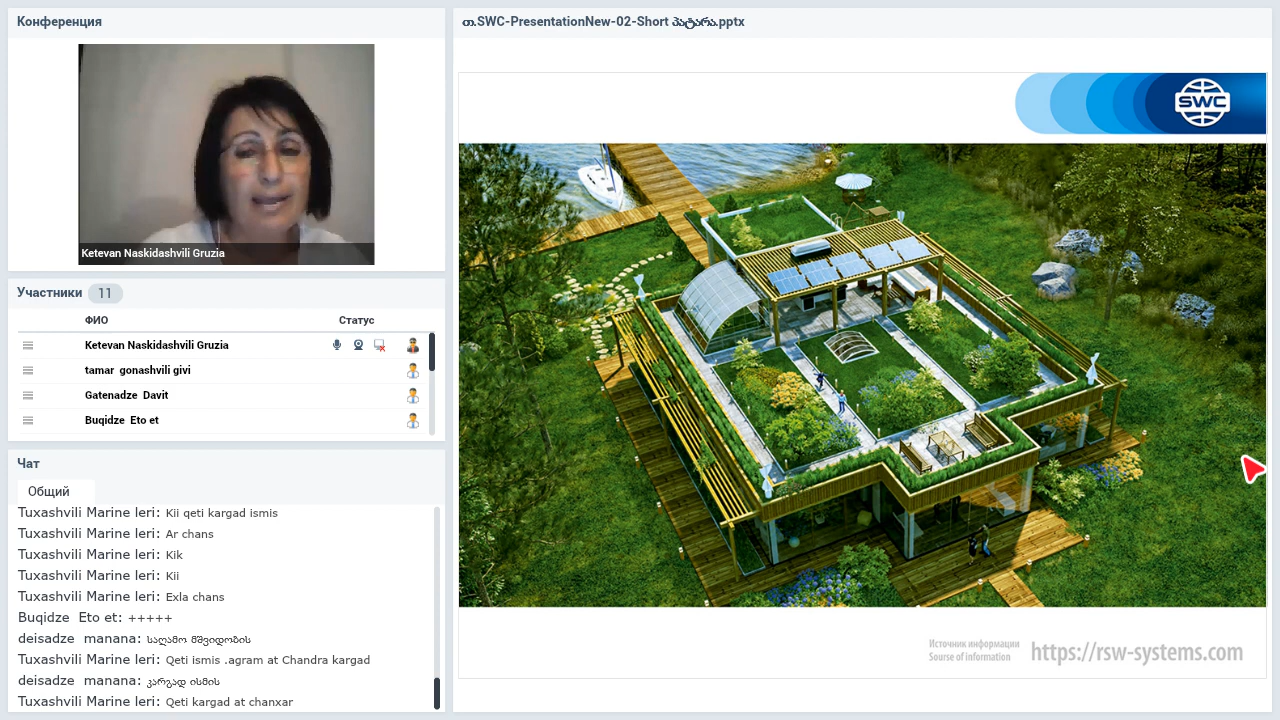 Конференция
Ketevan Naskidashvili Gruzia
Участники 11
ФИО Статус
Ketevan Naskidashvili Gruzia
tamar gonashvili givi
Gatenadze Davit
Buqidze Eto et
Чат
Общий
Tuxashvili Marine leri: Kii qeti kargad ismis
Tuxashvili Marine leri: Ar chans
Tuxashvili Marine leri: Kik
Tuxashvili Marine leri: Kii
Tuxashvili Marine leri: Exla chans
Buqidze Eto et: +++++
deisadze manana: საღამო მშვიდობის
Tuxashvili Marine leri: Qeti ismis .agram at Chandra kargad
deisadze manana: კარგად ისმის
Tuxashvili Marine leri: Qeti kargad at chanxar
თ.SWC-PresentationNew-02-Short პატარა.pptx
SWC
Источник информации
Sourse of information
https://rsw-systems.com